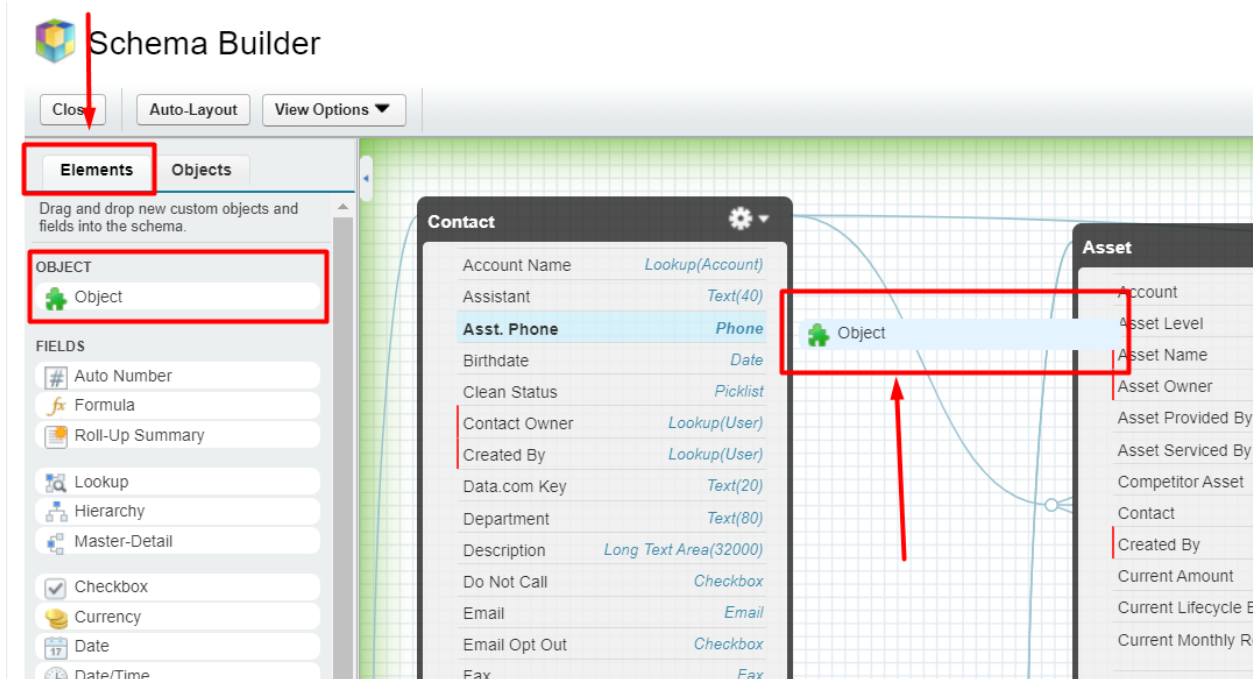 Schema Builder
Close
Auto-Layout
View Options
Elements
Objects
Drag and drop new custom objects and
fields into the schema.
OBJECT
Object
FIELDS
Auto Number
Formula
Roll-Up Summary
Lookup
Hierarchy
Master-Detail
Checkbox
Currency
Date
Date/Time
Contact
Account Name Lookup(Account)
Assistant Text(40)
Asst. Phone Phone
Birthdate Date
Clean Status Picklist
Contact Owner Lookup(User)
Created By Lookup(User)
Data.com Key Text(20)
Department Text(80)
Description Long Text Area(32000)
Do Not Call Checkbox
Email Email
Email Opt Out Checkbox
Fax Fax
Object
Asset
Account
Asset Level
Asset Name
Asset Owner
Asset Provided By
Asset Serviced By
Competitor Asset
Contact
Created By
Current Amount
Current Lifecycle E
Current Monthly R